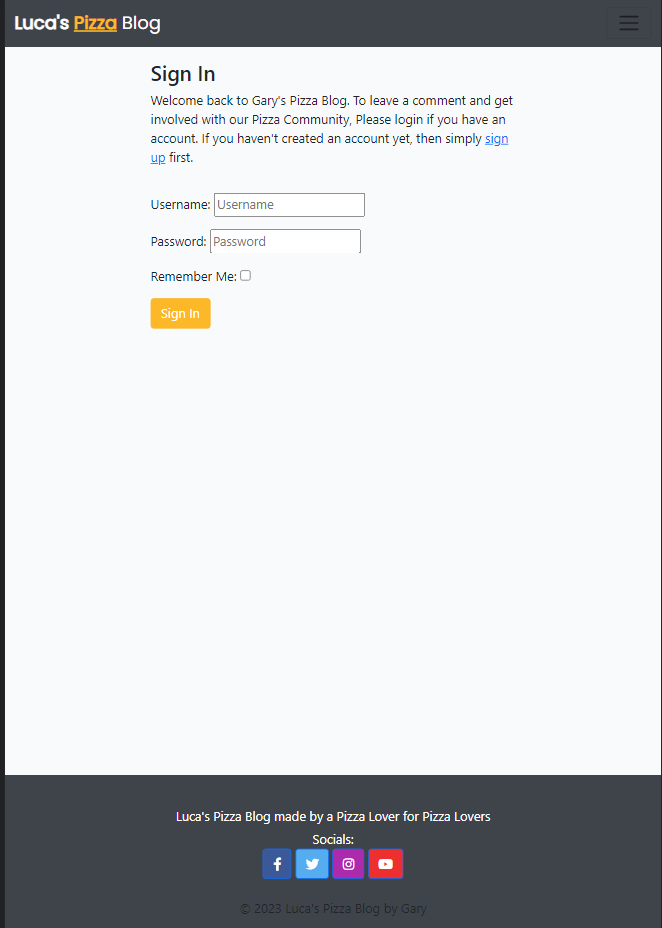 Luca's Pizza Blog
Sign In
Welcome back to Gary's Pizza Blog. To leave a comment and get
involved with our Pizza Community, Please login if you have an
account. If you haven't created an account yet, then simply sign
up first.
Username: Username
Password: Password
Remember Me:
Sign In
Luca's Pizza Blog made by a Pizza Lover for Pizza Lovers
Socials:
© 2023 Luca's Pizza Blog by Gary